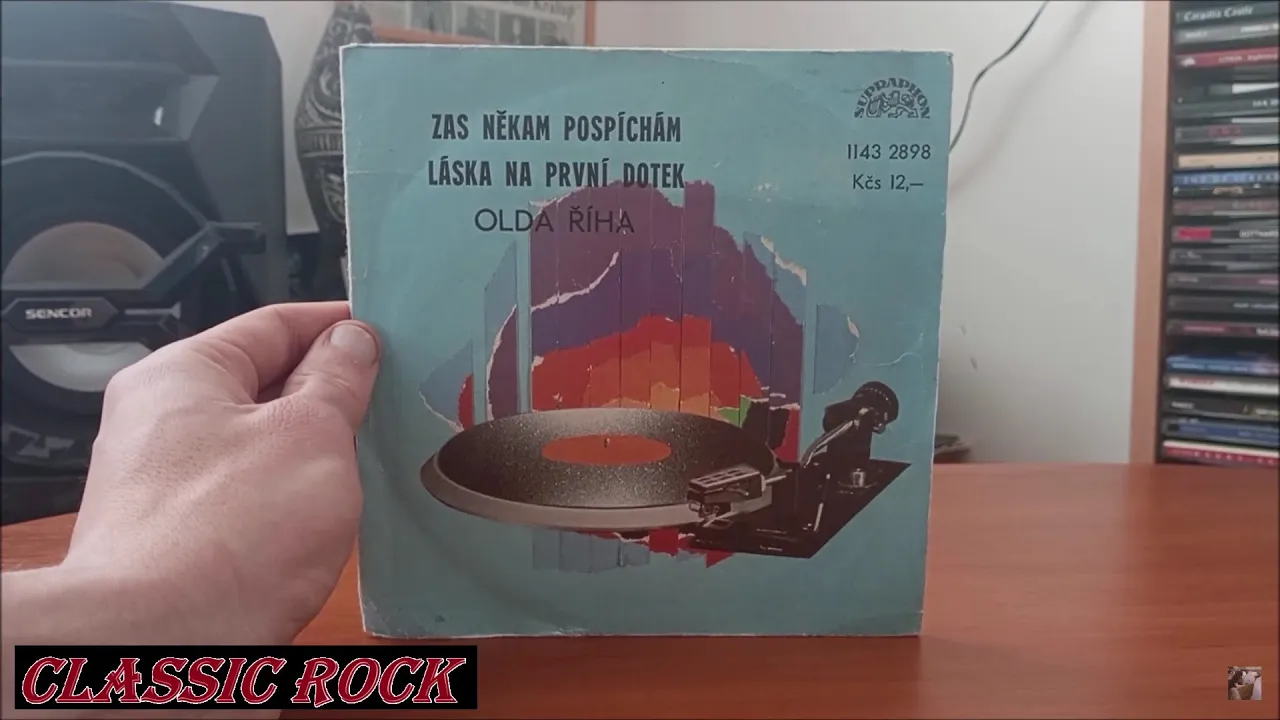 ZAS NĚKAM POSPÍCHÁM
LÁSKA NA PRVNÍ DOTEK
OLDA ŘÍHA
SUPRAPHON
1143 2898
Kčs 12,—
SENCOR
CLASSIC ROCK